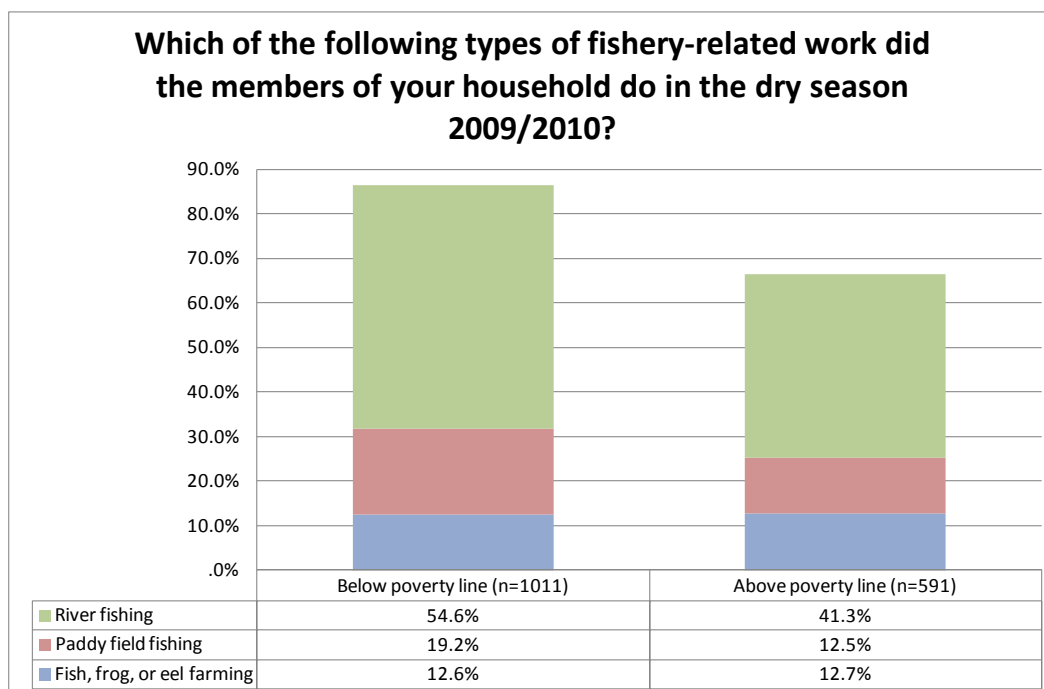 Which of the following types of fishery-related work did
the members of your household do in the dry season
2009/2010?
90.0%
80.0%
70.0%
60.0%
50.0%
40.0%
30.0%
20.0%
10.0%
.0%
Below poverty line (n=1011) Above poverty line (n=591)
River fishing 54.6% 41.3%
Paddy field fishing 19.2% 12.5%
Fish, frog, or eel farming 12.6% 12.7%